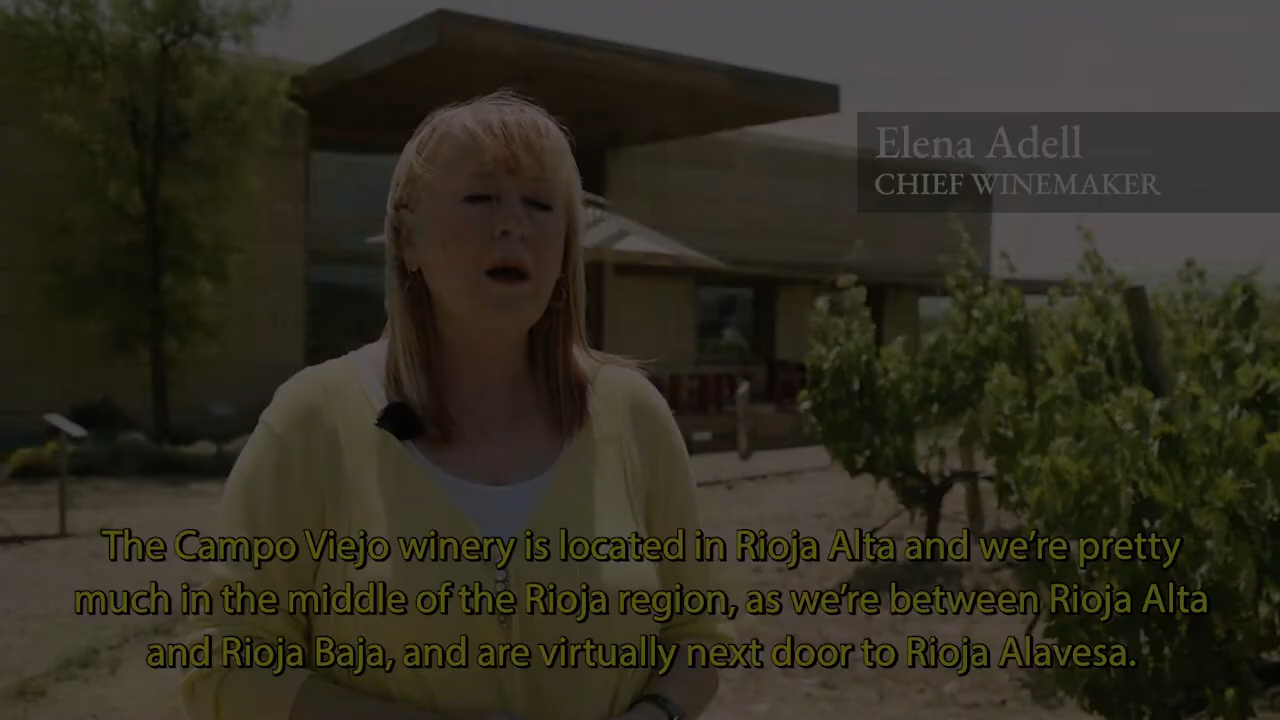 Elena Adell
CHIEF WINEMAKER
The Campo Viejo winery is located in Rioja Alta and we're pretty
much in the middle of the Rioja region, as we're between Rioja Alta
and Rioja Baja, and are virtually next door to Rioja Alavesa.